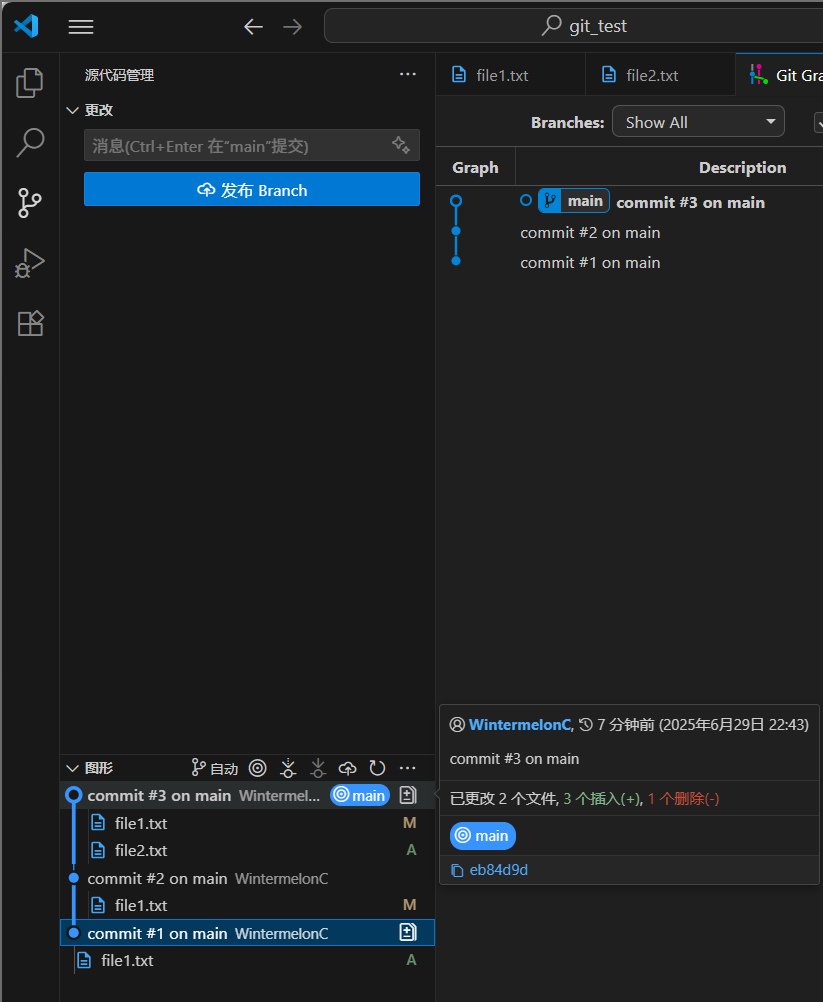 git_test
源代码管理
更改
消息(Ctrl+Enter 在"main"提交)
发布 Branch
file1.txt
file2.txt
Git Gra
Branches:
Show All
Graph
Description
main
commit #3 on main
commit #2 on main
commit #1 on main
图形
自动
commit #3 on main Wintermel... main
file1.txt M
file2.txt A
commit #2 on main WintermelonC
file1.txt M
commit #1 on main WintermelonC
file1.txt A
WintermelonC, 7 分钟前 (2025年6月29日 22:43)
commit #3 on main
已更改 2 个文件, 3 个插入(+), 1 个删除(-)
main
eb84d9d